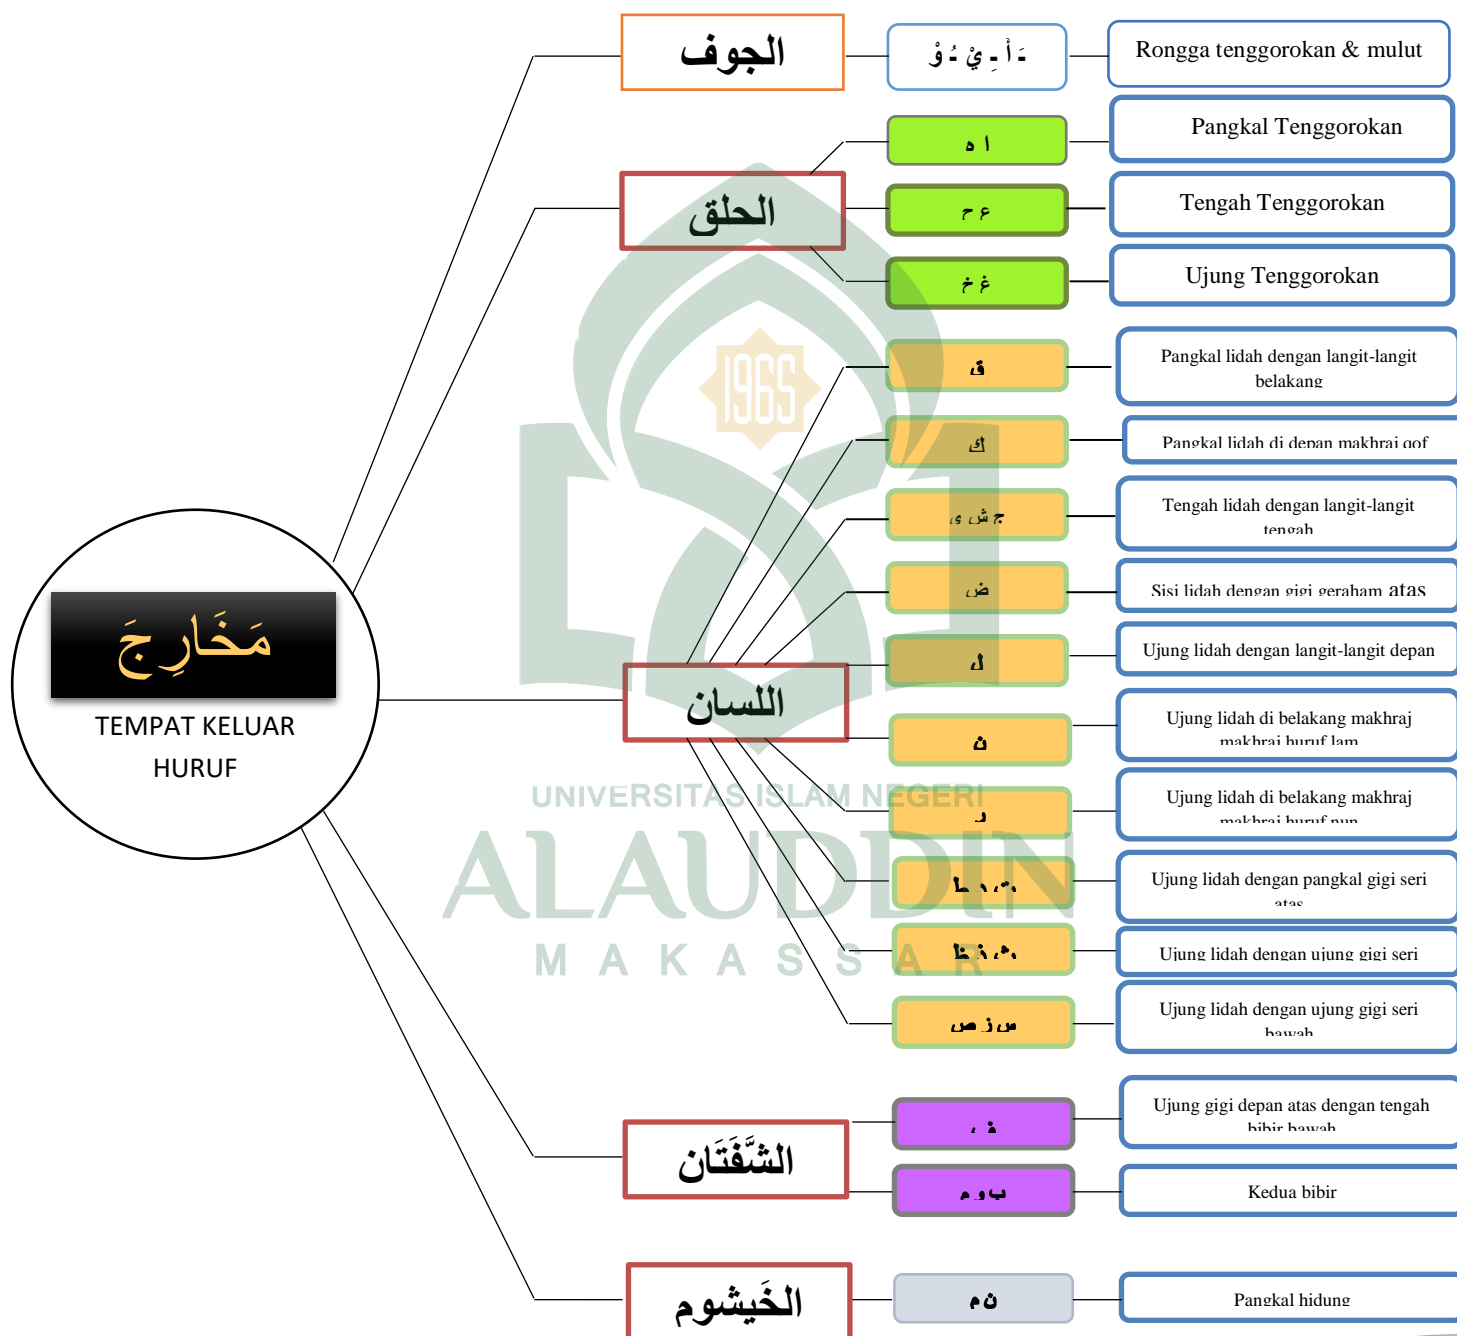 مَخَارِجَ
TEMPAT KELUAR
HURUF
الجوف
ـَ أْ ـِ يْ ـُ وْ
Rongga tenggorokan & mulut
الحلق
ا ه
Pangkal Tenggorokan
ع ح
Tengah Tenggorokan
غ خ
Ujung Tenggorokan
اللسان
ق
Pangkal lidah dengan langit-langit
belakang
ك
Pangkal lidah di depan makhraj qof
ج ش ي
Tengah lidah dengan langit-langit
tengah
ض
Sisi lidah dengan gigi geraham atas
ل
Ujung lidah dengan langit-langit depan
ن
Ujung lidah di belakang makhraj
makhraj huruf lam
ر
Ujung lidah di belakang makhraj
makhraj huruf nun
ت د ط
Ujung lidah dengan pangkal gigi seri
atas
ث ذ ظ
Ujung lidah dengan ujung gigi seri
س ز ص
Ujung lidah dengan ujung gigi seri
bawah
الشَّفَتَان
ف
Ujung gigi depan atas dengan tengah
bibir bawah
ب و م
Kedua bibir
الخَيشوم
ن م
Pangkal hidung
1965
UNIVERSITAS ISLAM NEGERI
ALAUDDIN
MAKASSAR